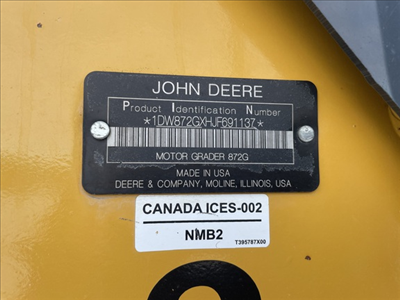 JOHN DEERE
Product Identification Number
*1DW872GXHJF691137*
MOTOR GRADER 872G
MADE IN USA
DEERE & COMPANY, MOLINE, ILLINOIS, USA
CANADA ICES-002
NMB2
T395787X00